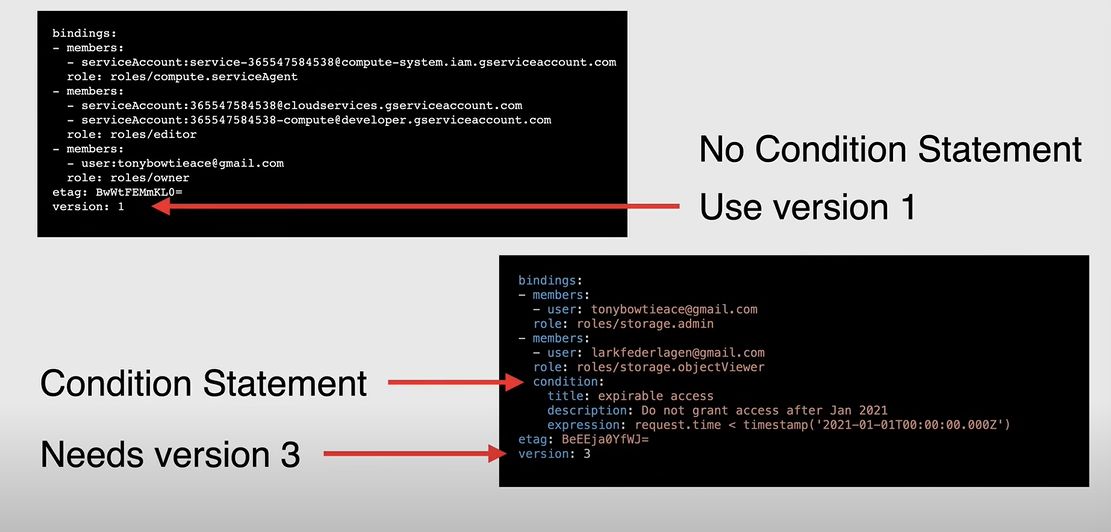 bindings:
- members:
  - serviceAccount:service-365547584538@compute-system.iam.gserviceaccount.com
  role: roles/compute.serviceAgent
- members:
  - serviceAccount:365547584538@cloudservices.gserviceaccount.com
  - serviceAccount:365547584538-compute@developer.gserviceaccount.com
  role: roles/editor
- members:
  - user:tonybowtieace@gmail.com
  role: roles/owner
etag: BwWtFEMmKL0=
version: 1
No Condition Statement
Use version 1
bindings:
- members:
  - user: tonybowtieace@gmail.com
  role: roles/storage.admin
- members:
  - user: larkfederlagen@gmail.com
  role: roles/storage.objectViewer
  condition:
    title: expirable access
    description: Do not grant access after Jan 2021
    expression: request.time < timestamp('2021-01-01T00:00:00.000Z')
etag: BeEEja0YfWJ=
version: 3
Condition Statement
Needs version 3